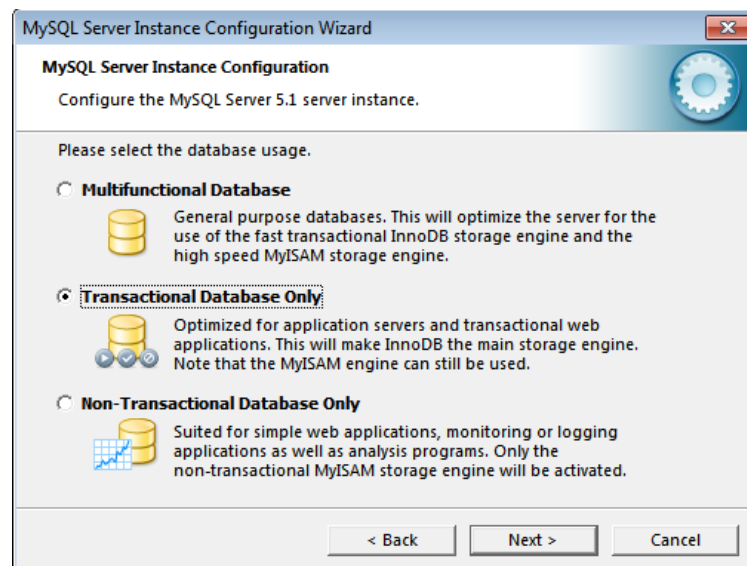 MySQL Server Instance Configuration Wizard
MySQL Server Instance Configuration
Configure the MySQL Server 5.1 server instance.
Please select the database usage.
Multifunctional Database
General purpose databases. This will optimize the server for the
use of the fast transactional InnoDB storage engine and the
high speed MyISAM storage engine.
Transactional Database Only
Optimized for application servers and transactional web
applications. This will make InnoDB the main storage engine.
Note that the MyISAM engine can still be used.
Non-Transactional Database Only
Suited for simple web applications, monitoring or logging
applications as well as analysis programs. Only the
non-transactional MyISAM storage engine will be activated.
< Back
Next >
Cancel